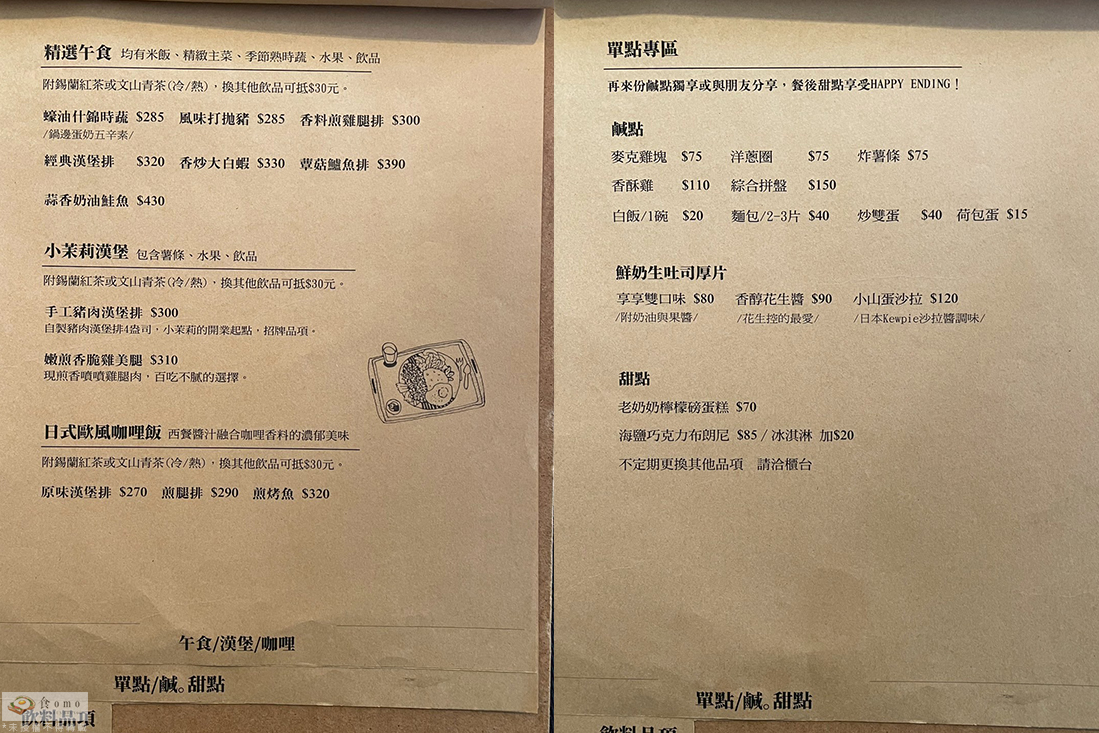 精選午食 均有米飯、精緻主菜、季節熟時蔬、水果、飲品
附錫蘭紅茶或文山青茶(冷/熱)，換其他飲品可抵$30元。
蠔油什錦時蔬 $285 風味打拋豬 $285 香料煎雞腿排 $300
/鍋邊蛋奶五辛素/
經典漢堡排 $320 香炒大白蝦 $330 蕈菇鱸魚排 $390
蒜香奶油鮭魚 $430
小茉莉漢堡 包含薯條、水果、飲品
附錫蘭紅茶或文山青茶(冷/熱)，換其他飲品可抵$30元。
手工豬肉漢堡排 $300
自製豬肉漢堡排4盎司，小茉莉的開業起點，招牌品項。
嫩煎香脆雞美腿 $310
現煎香噴噴雞腿肉，百吃不膩的選擇。
日式歐風咖哩飯 西餐醬汁融合咖哩香料的濃郁美味
附錫蘭紅茶或文山青茶(冷/熱)，換其他飲品可抵$30元。
原味漢堡排 $270 煎腿排 $290 煎烤魚 $320
午食/漢堡/咖哩
單點/鹹。甜點
食omo
飲料品項
單點專區
再來份鹹點獨享或與朋友分享，餐後甜點享受HAPPY ENDING！
鹹點
麥克雞塊 $75 洋蔥圈 $75 炸薯條 $75
香酥雞 $110 綜合拼盤 $150
白飯/1碗 $20 麵包/2-3片 $40 炒雙蛋 $40 荷包蛋 $15
鮮奶生吐司厚片
享享雙口味 $80 香醇花生醬 $90 小山蛋沙拉 $120
/附奶油與果醬/ /花生控的最愛/ /日本Kewpie沙拉醬調味/
甜點
老奶奶檸檬磅蛋糕 $70
海鹽巧克力布朗尼 $85 / 冰淇淋 加$20
不定期更換其他品項 請洽櫃台
單點/鹹。甜點
飲料品項